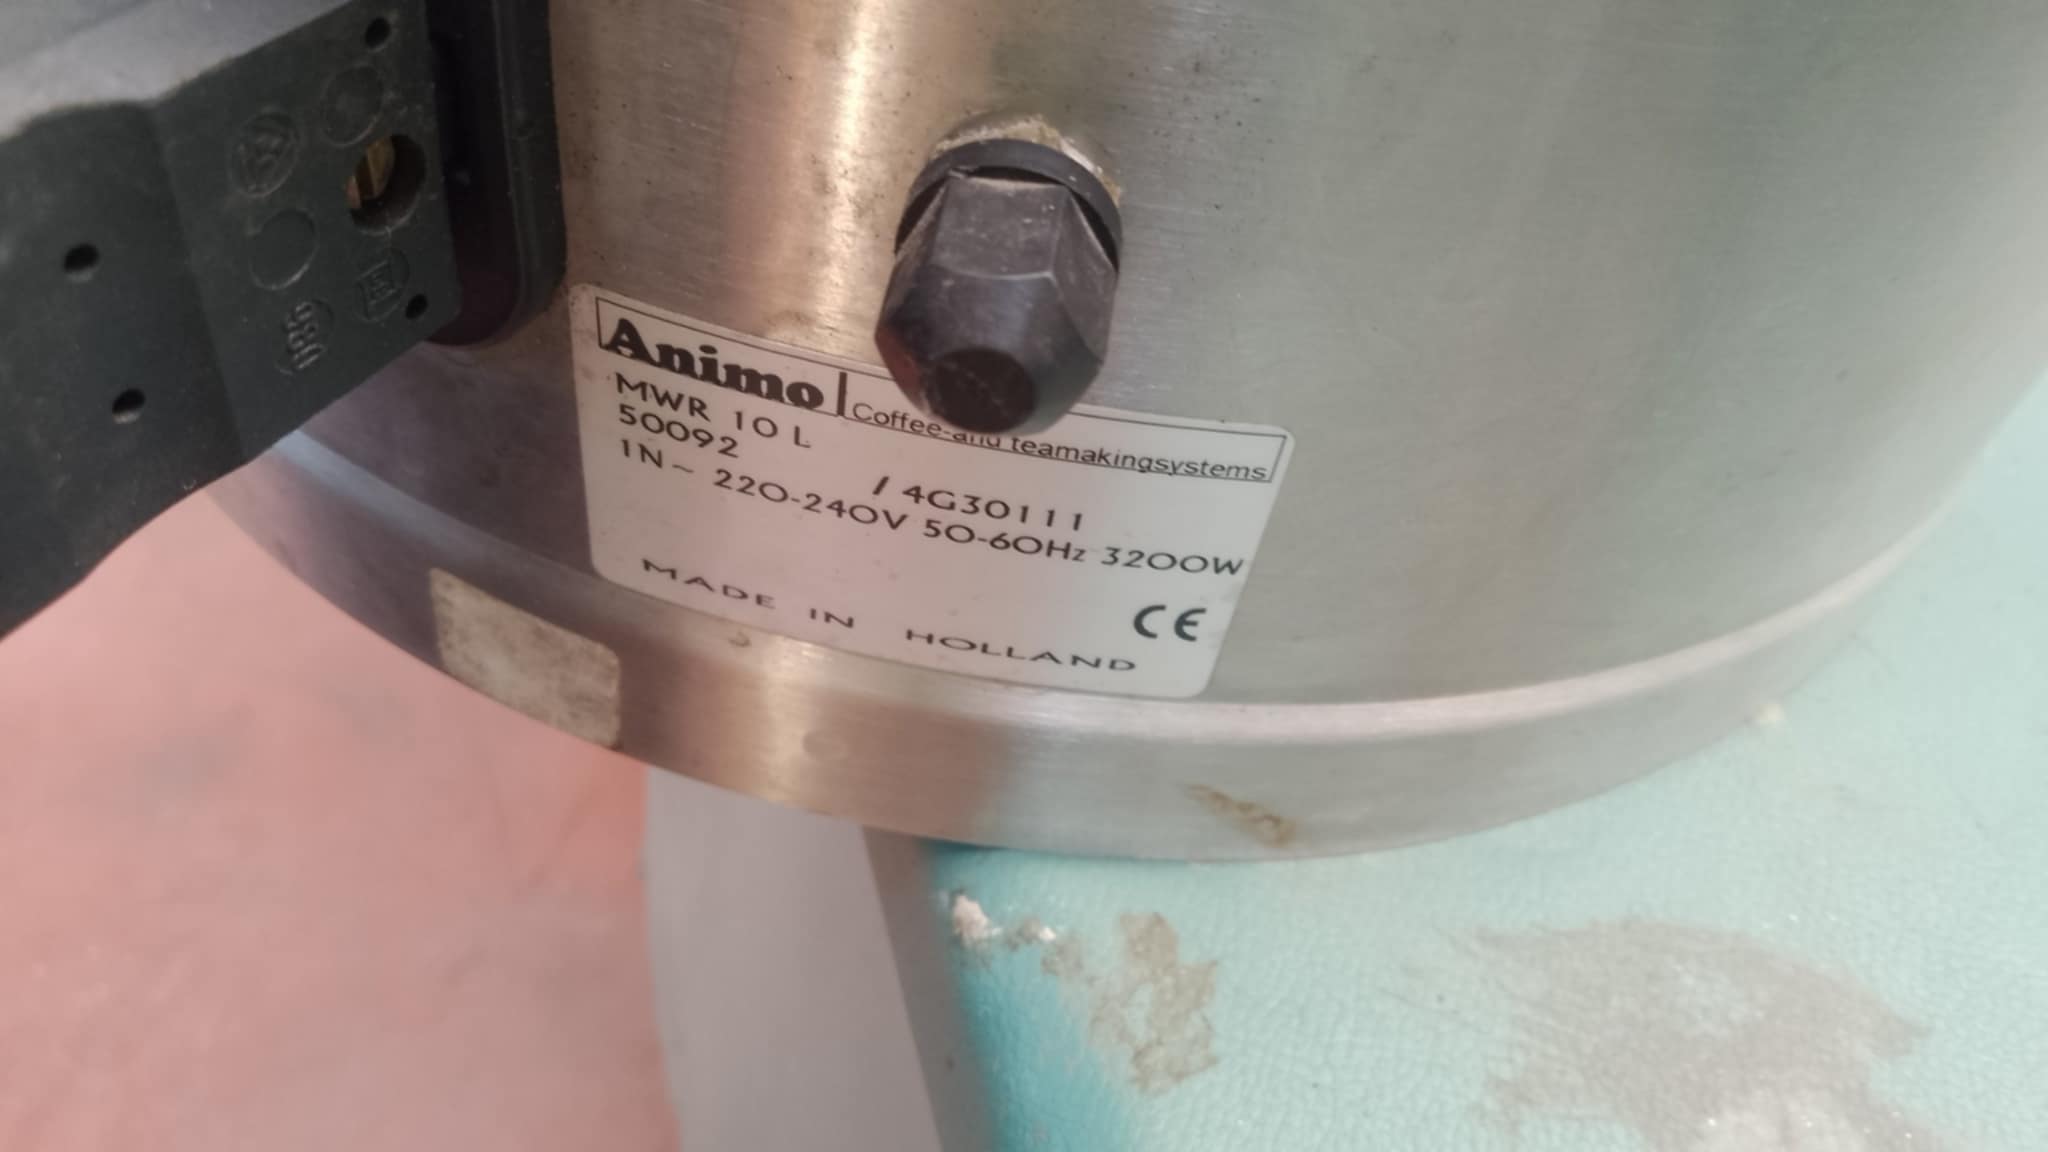 Animo Coffee-and teamakingsystems
MWR 10 L
50092 / 4G30111
1N~ 220-240V 50-60Hz 3200W
CE
MADE IN HOLLAND